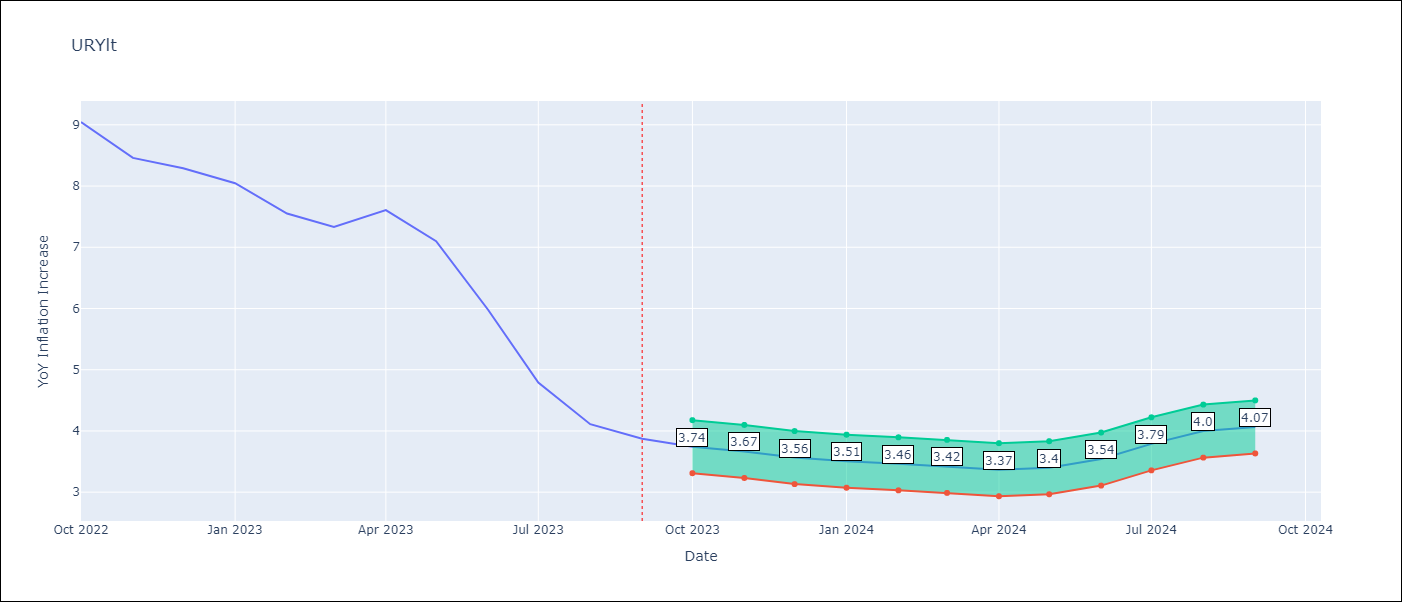 URYlt
YoY Inflation Increase
9
8
7
6
5
4
3
3.74
3.67
3.56
3.51
3.46
3.42
3.37
3.4
3.54
3.79
4.0
4.07
Oct 2022
Jan 2023
Apr 2023
Jul 2023
Oct 2023
Jan 2024
Apr 2024
Jul 2024
Oct 2024
Date